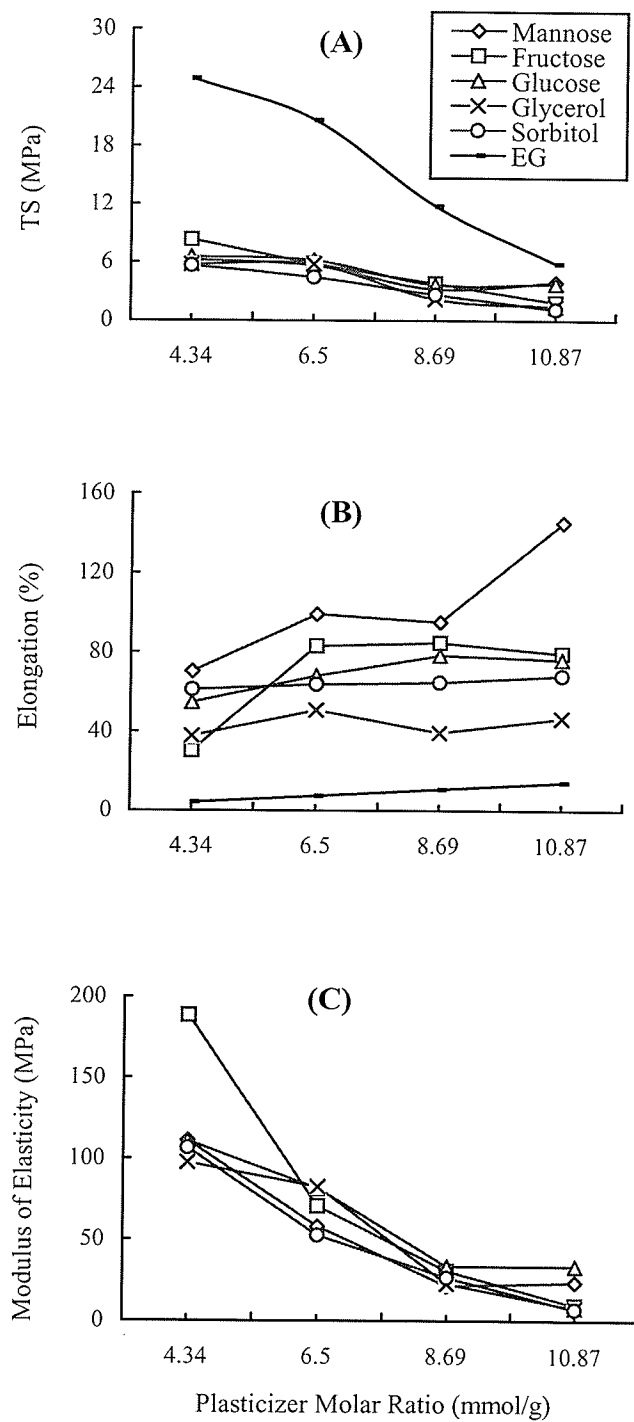 (A)
Mannose
Fructose
Glucose
Glycerol
Sorbitol
EG
TS (MPa)
30
24
18
12
6
0
4.34 6.5 8.69 10.87
(B)
Elongation (%)
160
120
80
40
0
4.34 6.5 8.69 10.87
(C)
Modulus of Elasticity (MPa)
200
150
100
50
0
4.34 6.5 8.69 10.87
Plasticizer Molar Ratio (mmol/g)